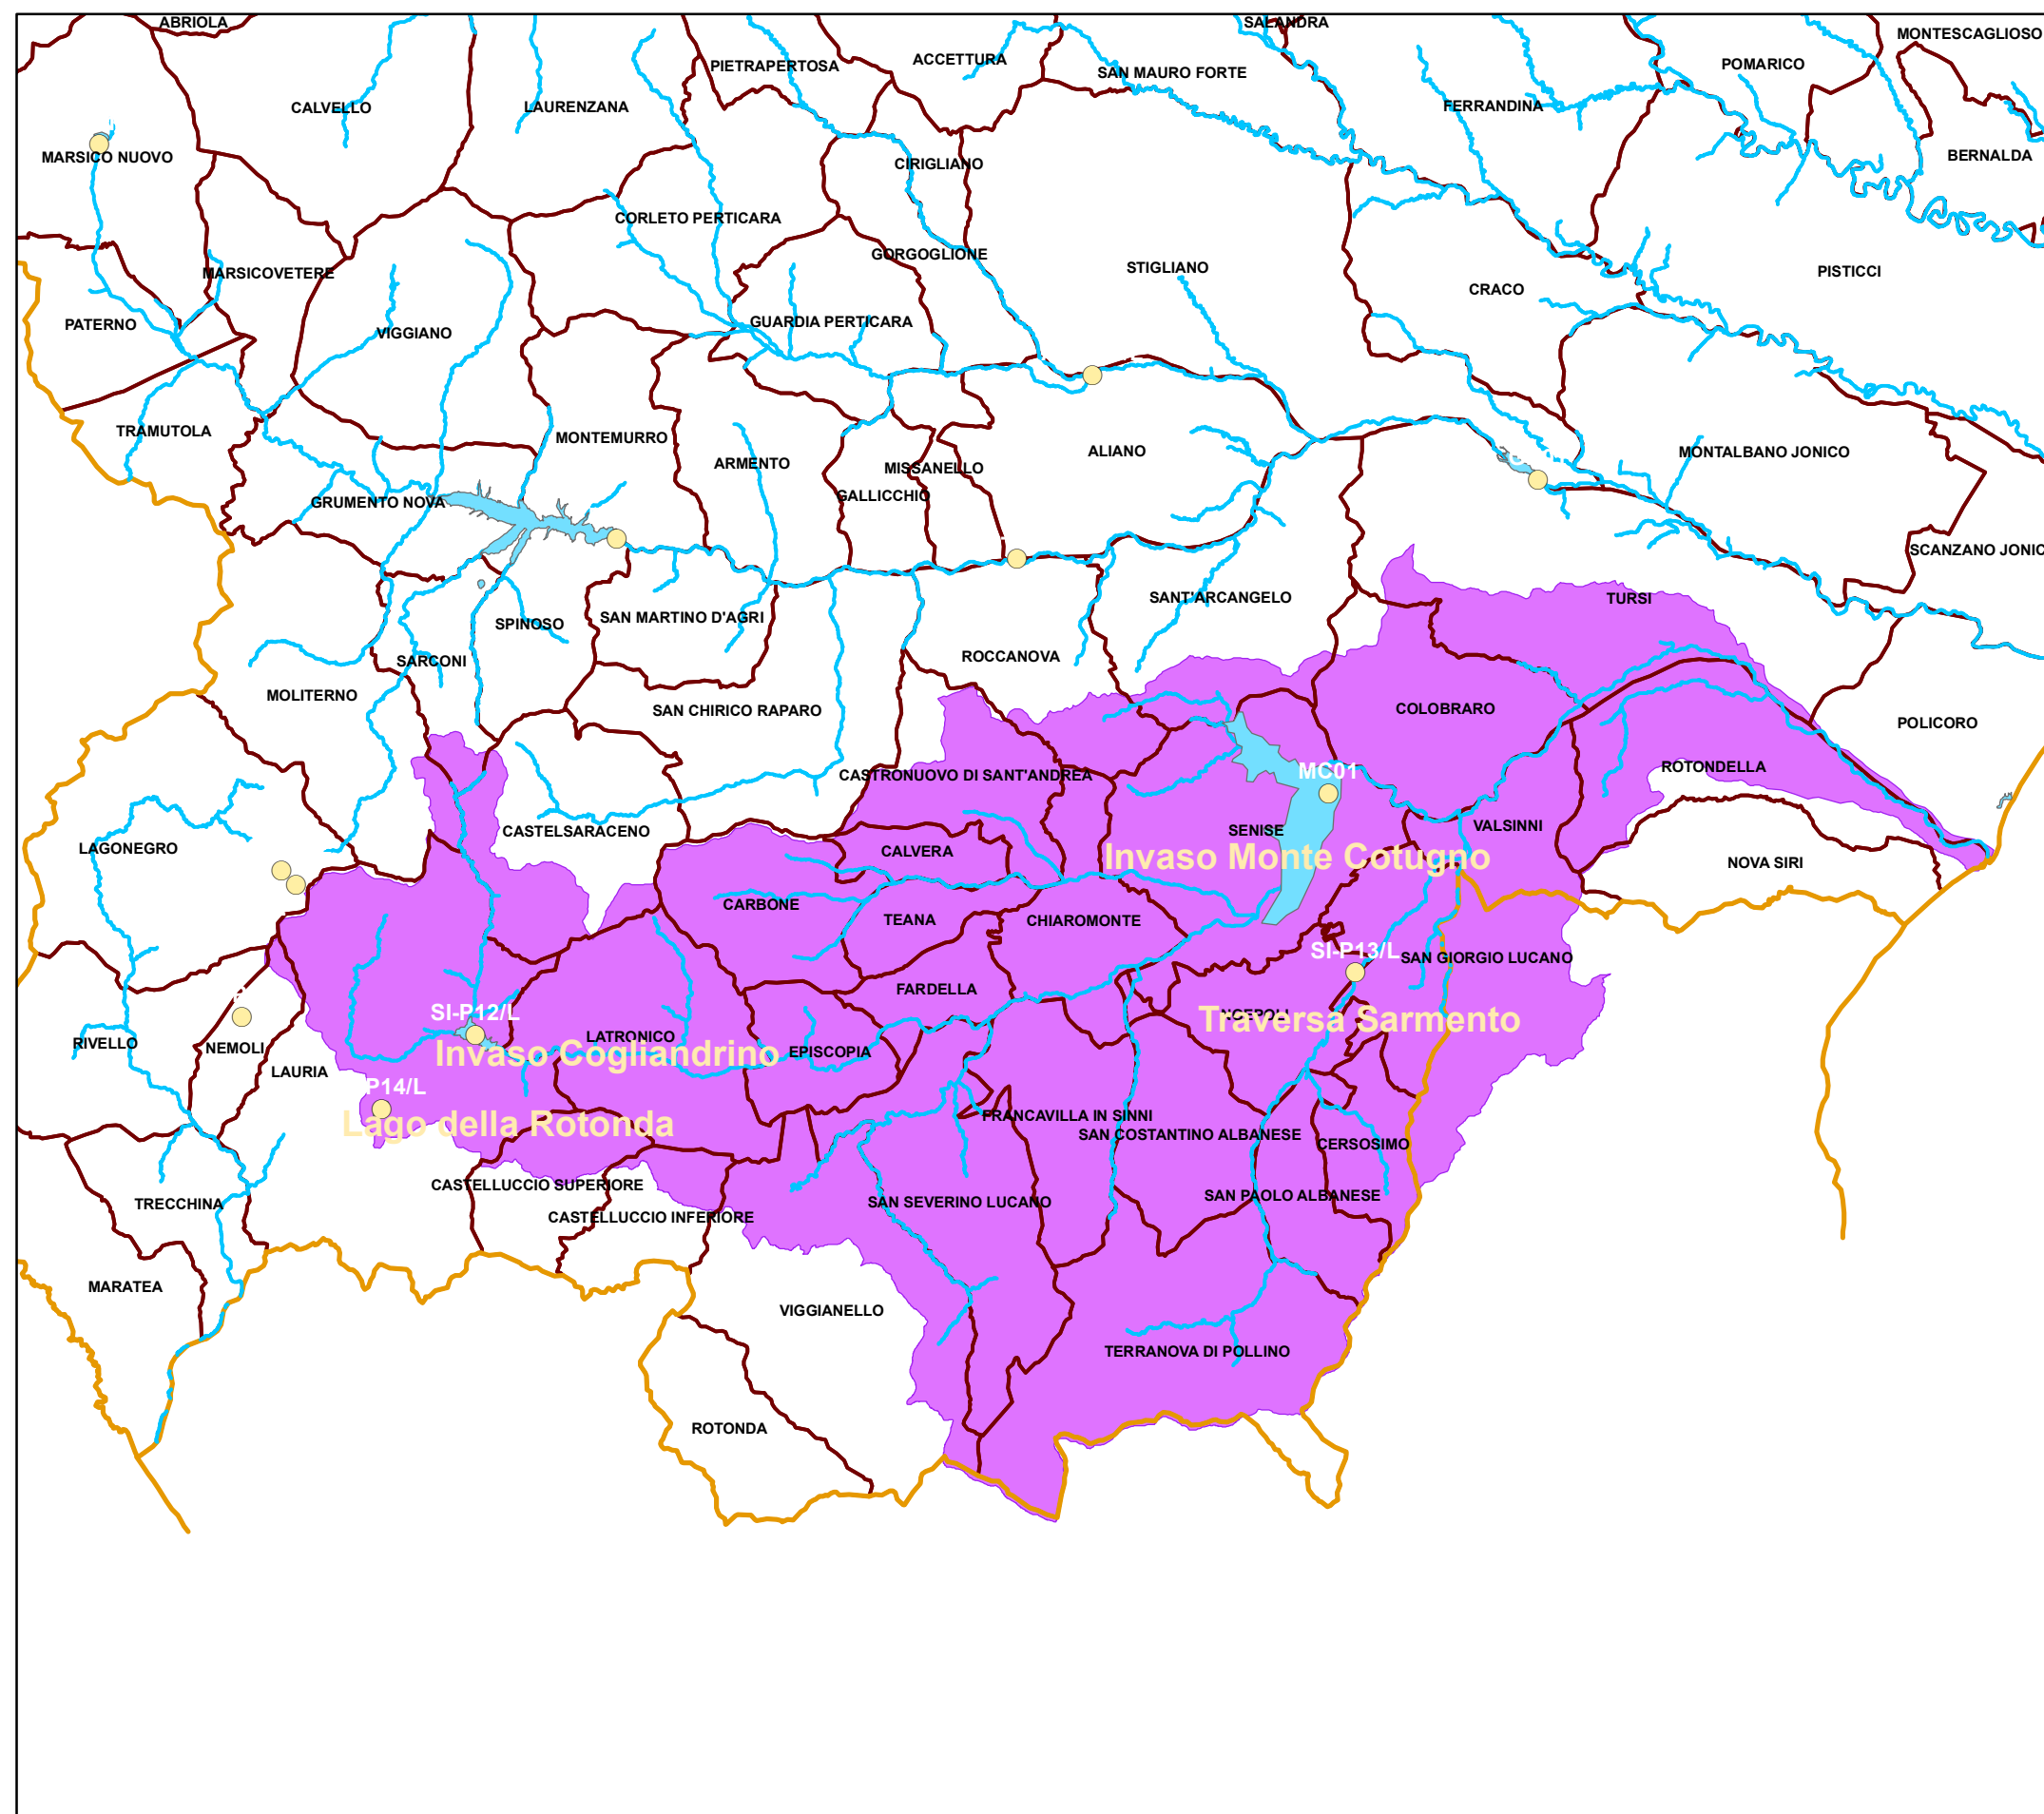 ABRIOLA
SALANDRA
MONTESCAGLIOSO
PIETRAPERTOSA
ACCETTURA
SAN MAURO FORTE
POMARICO
CALVELLO
LAURENZANA
FERRANDINA
MARSICO NUOVO
CIRIGLIANO
BERNALDA
CORLETO PERTICARA
GORGOGLIONE
STIGLIANO
MARSICOVETERE
PISTICCI
CRACO
PATERNO
VIGGIANO
GUARDIA PERTICARA
TRAMUTOLA
MONTEMURRO
ARMENTO
MISSANELLO
ALIANO
MONTALBANO JONICO
GRUMENTO NOVA
GALLICCHIO
SCANZANO JONIC
SAN MARTINO D'AGRI
SPINOSO
SANT'ARCANGELO
TURSI
SARCONI
ROCCANOVA
MOLITERNO
SAN CHIRICO RAPARO
COLOBRARO
POLICORO
CASTRONUOVO DI SANT'ANDREA
MC01
ROTONDELLA
CASTELSARACENO
SENISE
VALSINNI
LAGONEGRO
CALVERA
Invaso Monte Cotugno
NOVA SIRI
CARBONE
TEANA
CHIAROMONTE
SI-P13/L
SAN GIORGIO LUCANO
FARDELLA
SI-P12/L
Traversa Sarmento
RIVELLO
NEMOLI
LATRONICO
EPISCOPIA
Invaso Cogliandrino
LAURIA
P14/L
FRANCAVILLA IN SINNI
Lago della Rotonda
SAN COSTANTINO ALBANESE
CERSOSIMO
CASTELLUCCIO SUPERIORE
TRECCHINA
SAN SEVERINO LUCANO
SAN PAOLO ALBANESE
CASTELLUCCIO INFERIORE
MARATEA
VIGGIANELLO
TERRANOVA DI POLLINO
ROTONDA